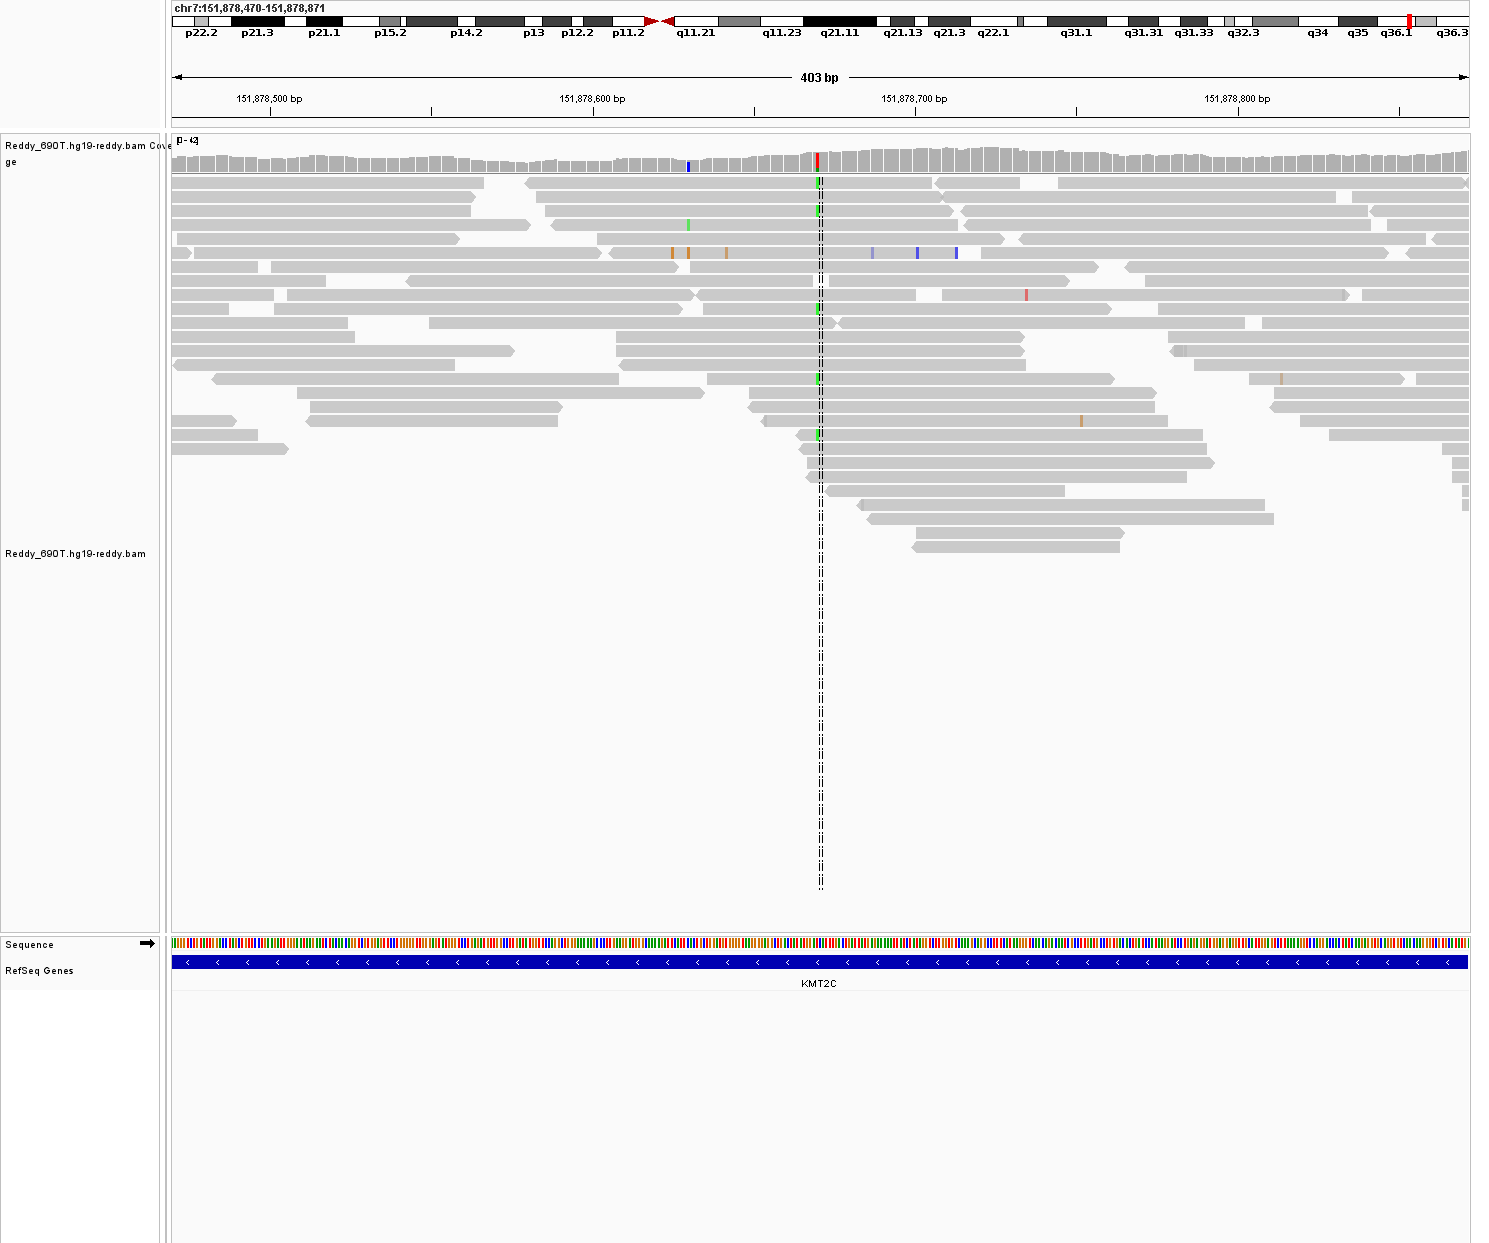 chr7:151,878,470-151,878,871
p22.2 p21.3 p21.1 p15.2 p14.2 p13 p12.2 p11.2 q11.21 q11.23 q21.11 q21.13 q21.3 q22.1 q31.1 q31.31 q31.33 q32.3 q34 q35 q36.1 q36.3
403 bp
151,878,500 bp 151,878,600 bp 151,878,700 bp 151,878,800 bp
[0 - 42]
Reddy_690T.hg19-reddy.bam Cove
ge
Reddy_690T.hg19-reddy.bam
Sequence
RefSeq Genes
KMT2C